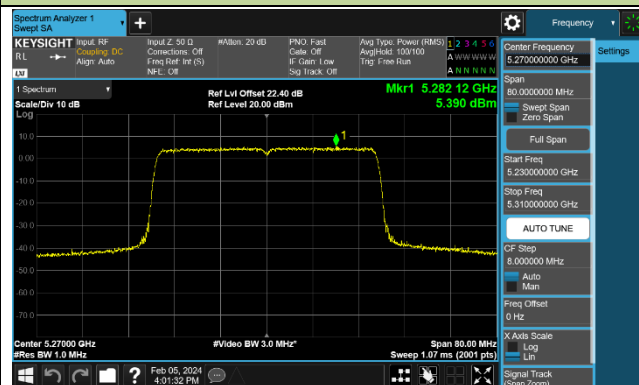 Spectrum Analyzer 1
Swept SA
Frequency
KEYSIGHT
RL
LXI
Input: RF
Coupling: DC
Align: Auto
Input Z: 50 Ω
Corrections: Off
Freq Ref: Int (S)
NFE: Off
#Atten: 20 dB
PNO: Fast
Gate: Off
IF Gain: Low
Sig Track: Off
Avg Type: Power (RMS)
Avg|Hold: 100/100
Trig: Free Run
1 2 3 4 5 6
A W W W W W
A N N N N N
1 Spectrum
Scale/Div 10 dB
Log
Ref Lvl Offset 22.40 dB
Ref Level 20.00 dBm
Mkr1 5.282 12 GHz
5.390 dBm
1
10.0
0.00
-10.0
-20.0
-30.0
-40.0
-50.0
-60.0
-70.0
Center 5.27000 GHz
#Res BW 1.0 MHz
#Video BW 3.0 MHz*
Span 80.00 MHz
Sweep 1.07 ms (2001 pts)
Feb 05, 2024
4:01:32 PM
Center Frequency
5.270000000 GHz
Settings
Span
80.0000000 MHz
Swept Span
Zero Span
Full Span
Start Freq
5.230000000 GHz
Stop Freq
5.310000000 GHz
AUTO TUNE
CF Step
8.000000 MHz
Auto
Man
Freq Offset
0 Hz
X Axis Scale
Log
Lin
Signal Track
(Span Zoom)